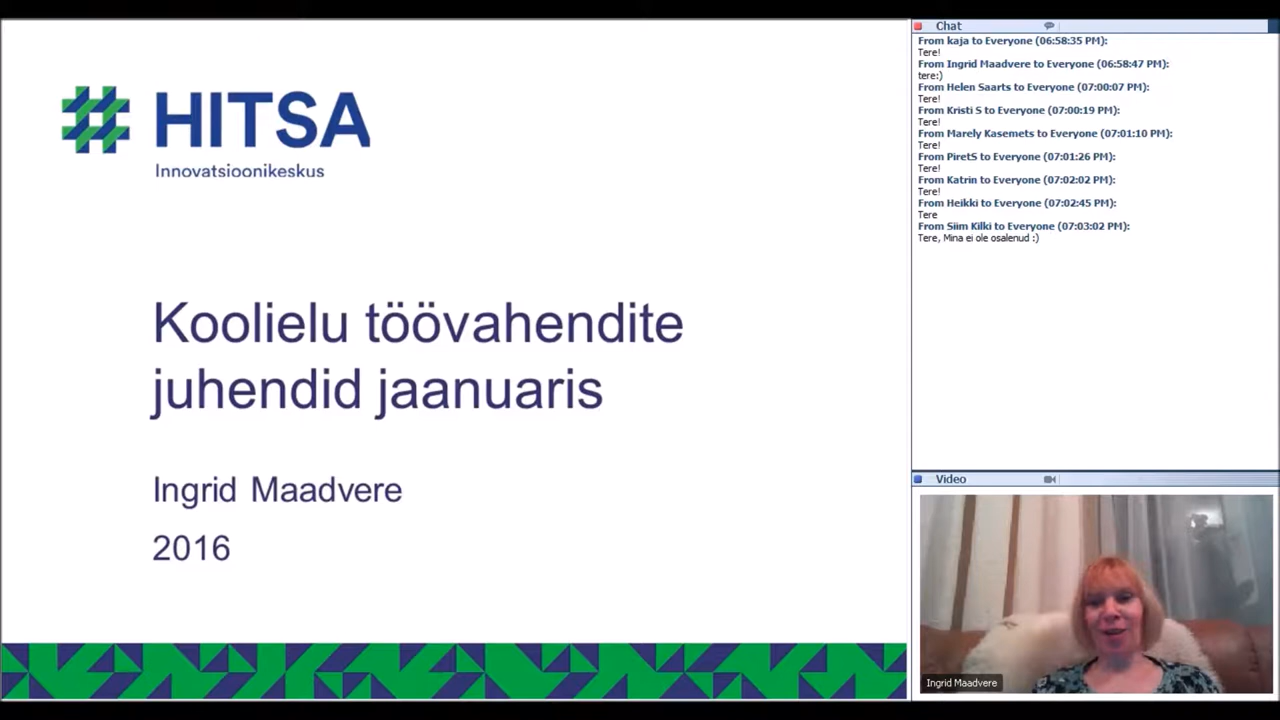 HITSA
Innovatsioonikeskus
Koolielu töövahendite
juhendid jaanuaris
Ingrid Maadvere
2016
Chat
From kaja to Everyone (06:58:35 PM):
Tere!
From Ingrid Maadvere to Everyone (06:58:47 PM):
tere:)
From Helen Saarts to Everyone (07:00:07 PM):
Tere!
From Kristi S to Everyone (07:00:19 PM):
Tere!
From Marely Kasemets to Everyone (07:01:10 PM):
Tere!
From PiretS to Everyone (07:01:26 PM):
Tere!
From Katrin to Everyone (07:02:02 PM):
Tere!
From Heikki to Everyone (07:02:45 PM):
Tere
From Siim Kilki to Everyone (07:03:02 PM):
Tere, Mina ei ole osalenud :)
Video
Ingrid Maadvere